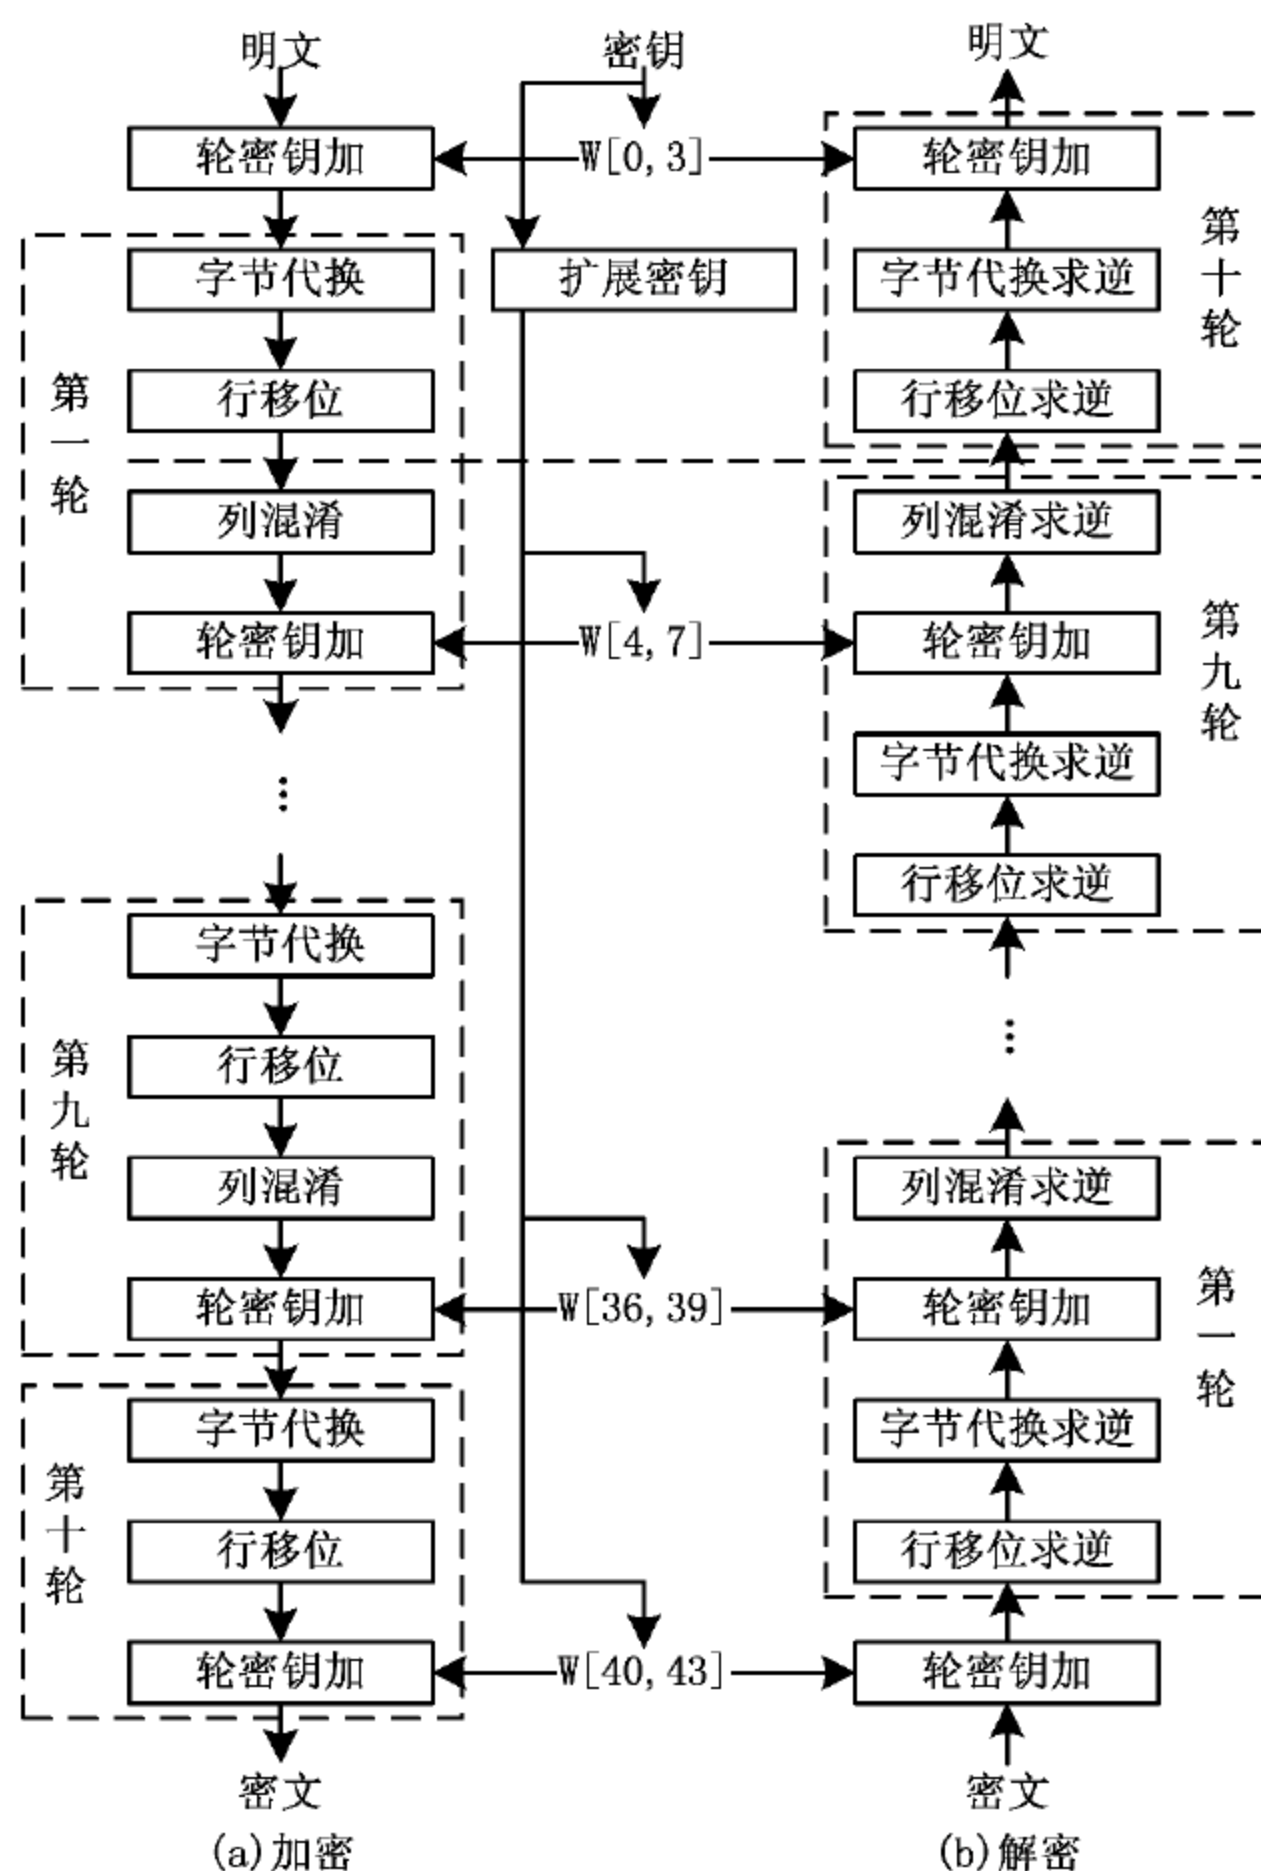 明文
密钥
明文
轮密钥加
W[0,3]
轮密钥加
字节代换
扩展密钥
字节代换求逆
第十轮
行移位
行移位求逆
第一轮
列混淆
列混淆求逆
轮密钥加
W[4,7]
轮密钥加
第九轮
字节代换求逆
⋮
行移位求逆
字节代换
行移位
⋮
第九轮
列混淆
列混淆求逆
轮密钥加
W[36,39]
轮密钥加
第一轮
字节代换
字节代换求逆
第十轮
行移位
行移位求逆
轮密钥加
W[40,43]
轮密钥加
密文
密文
(a)加密
(b)解密